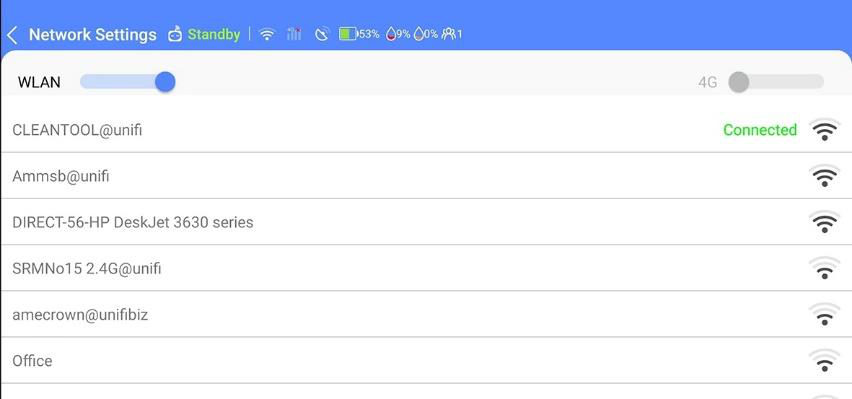 Network Settings Standby 53% 9% 0% 1
WLAN 4G
CLEANTOOL@unifi Connected
Ammsb@unifi
DIRECT-56-HP DeskJet 3630 series
SRMNo15 2.4G@unifi
amecrown@unifibiz
Office